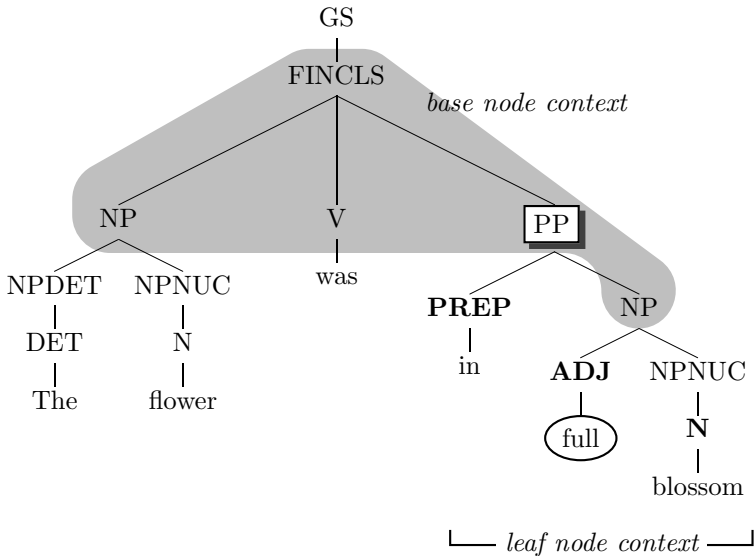 GS
FINCLS
base node context
NP V PP
was
NPDET NPNUC PREP NP
DET N in ADJ NPNUC
The flower full N
blossom
leaf node context